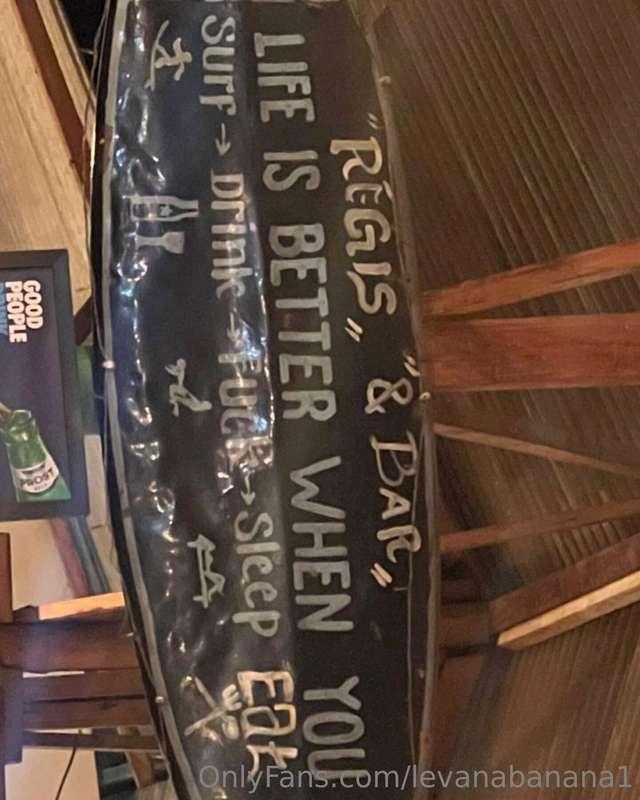 "REGIS" "& BAR"
LIFE IS BETTER WHEN YOU
Surf → Drink → Fuck → Sleep Eat
GOOD
PEOPLE
PROST
OnlyFans.com/levanabanana1